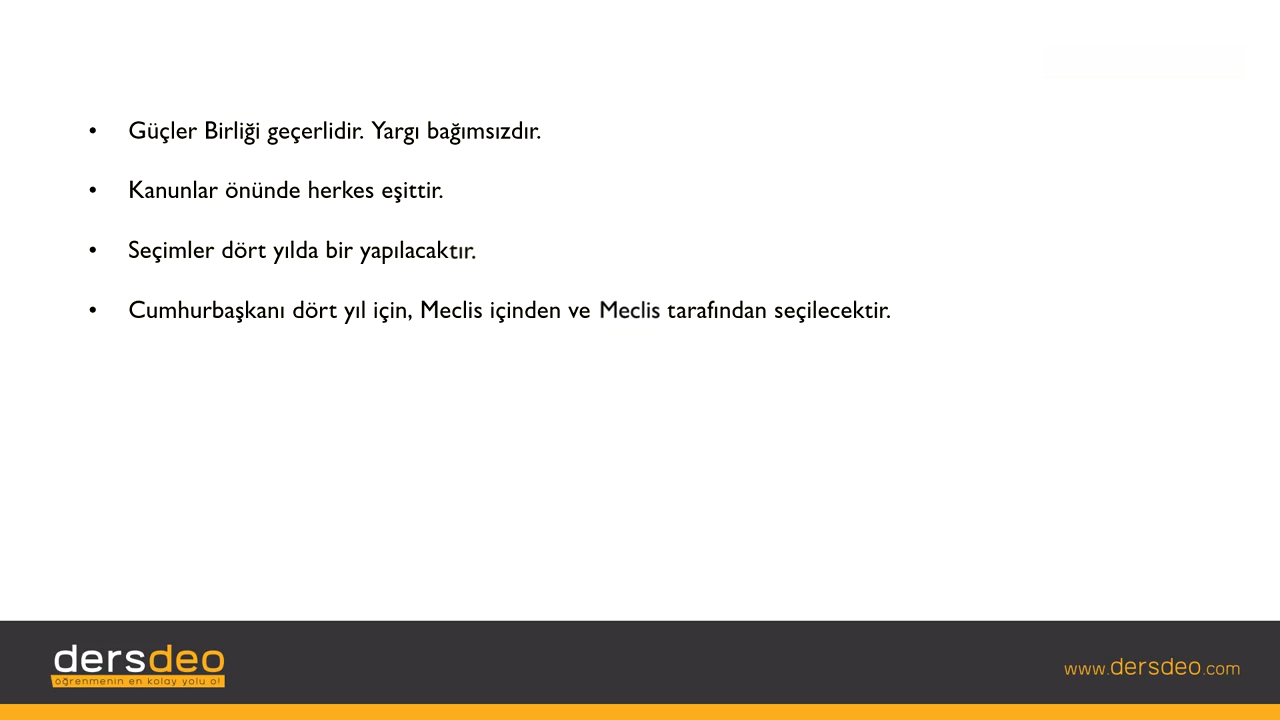 • Güçler Birliği geçerlidir. Yargı bağımsızdır.
• Kanunlar önünde herkes eşittir.
• Seçimler dört yılda bir yapılacaktır.
• Cumhurbaşkanı dört yıl için, Meclis içinden ve Meclis tarafından seçilecektir.
dersdeo
öğrenmenin en kolay yolu o!
www.dersdeo.com